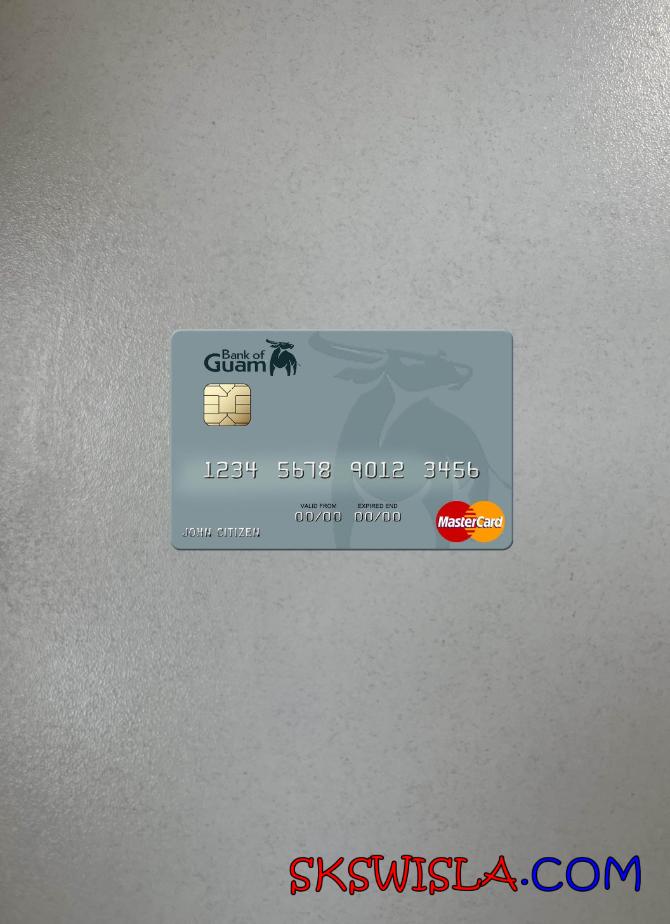 Bank of
Guam
1234 5678 9012 3456
VALID FROM EXPIRED END
00/00 00/00
JOHN CITIZEN
MasterCard
SKSWISLA.COM